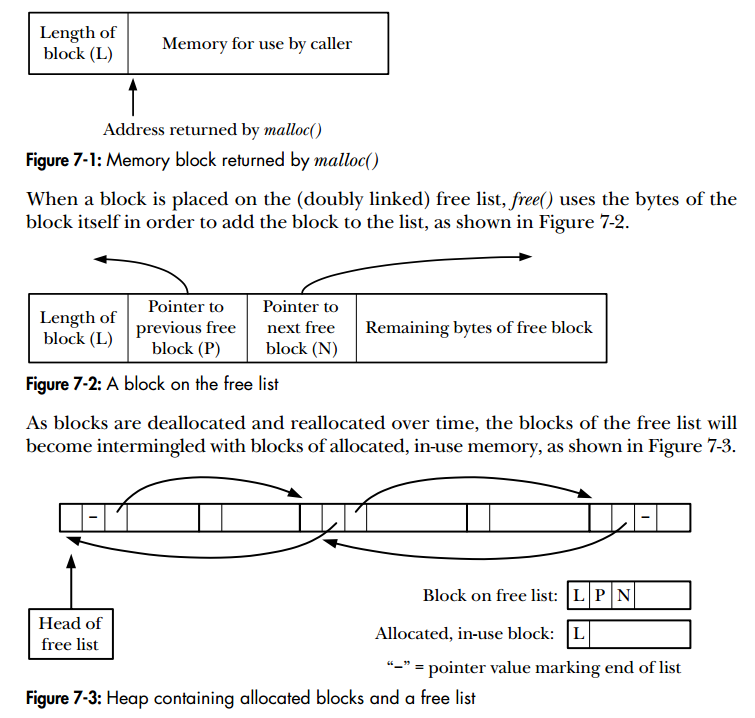 Length of
block (L)
Memory for use by caller
Address returned by malloc()
Figure 7-1: Memory block returned by malloc()
When a block is placed on the (doubly linked) free list, free() uses the bytes of the
block itself in order to add the block to the list, as shown in Figure 7-2.
Length of
block (L)
Pointer to
previous free
block (P)
Pointer to
next free
block (N)
Remaining bytes of free block
Figure 7-2: A block on the free list
As blocks are deallocated and reallocated over time, the blocks of the free list will
become intermingled with blocks of allocated, in-use memory, as shown in Figure 7-3.
–
–
Head of
free list
Block on free list: L P N
Allocated, in-use block: L
“–” = pointer value marking end of list
Figure 7-3: Heap containing allocated blocks and a free list